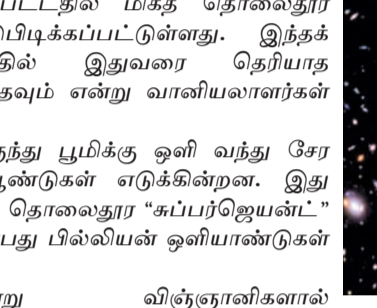 மிகத் தொலைதூர
பிடிக்கப்பட்டுள்ளது. இந்தக்
இதுவரை தெரியாத
தவும் என்று வானியலாளர்கள்
ருந்து பூமிக்கு ஒளி வந்து சேர
பூண்டுகள் எடுக்கின்றன. இது
தொலைதூர “சுப்பர்ஜெயன்ட்”
பது பில்லியன் ஒளியாண்டுகள்
று விஞ்ஞானிகளால்